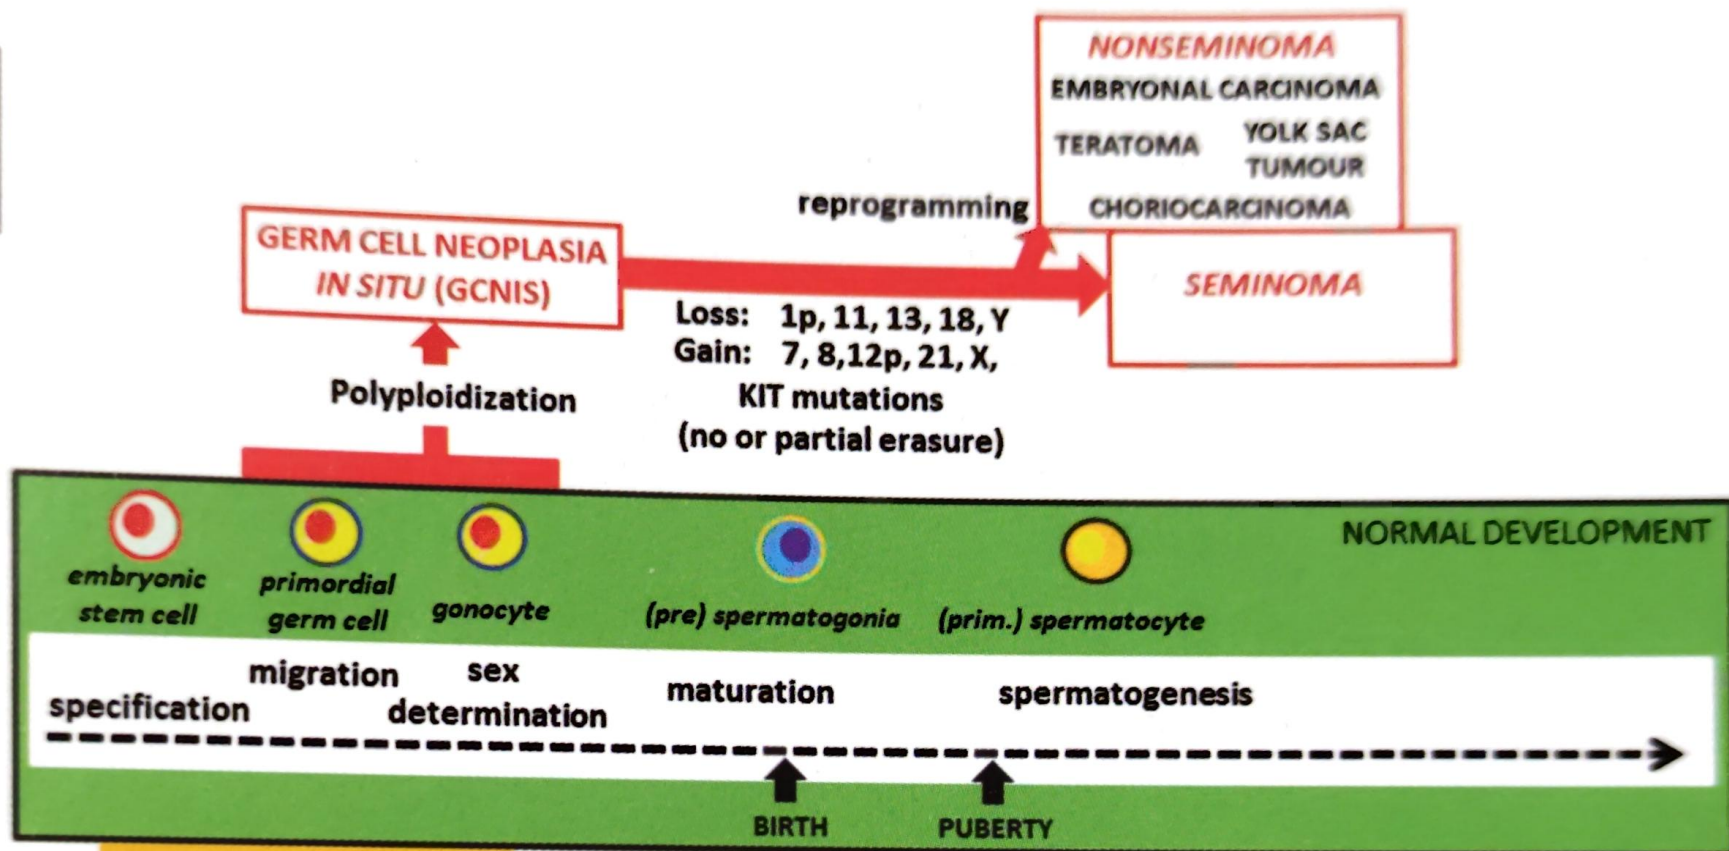 NONSEMINOMA
EMBRYONAL CARCINOMA
TERATOMA
YOLK SAC
TUMOUR
CHORIOCARCINOMA
reprogramming
GERM CELL NEOPLASIA
IN SITU (GCNIS)
SEMINOMA
Loss: 1p, 11, 13, 18, Y
Gain: 7, 8,12p, 21, X,
KIT mutations
(no or partial erasure)
Polyploidization
NORMAL DEVELOPMENT
embryonic
stem cell
primordial
germ cell
gonocyte
(pre) spermatogonia
(prim.) spermatocyte
specification
migration
sex
determination
maturation
spermatogenesis
BIRTH
PUBERTY